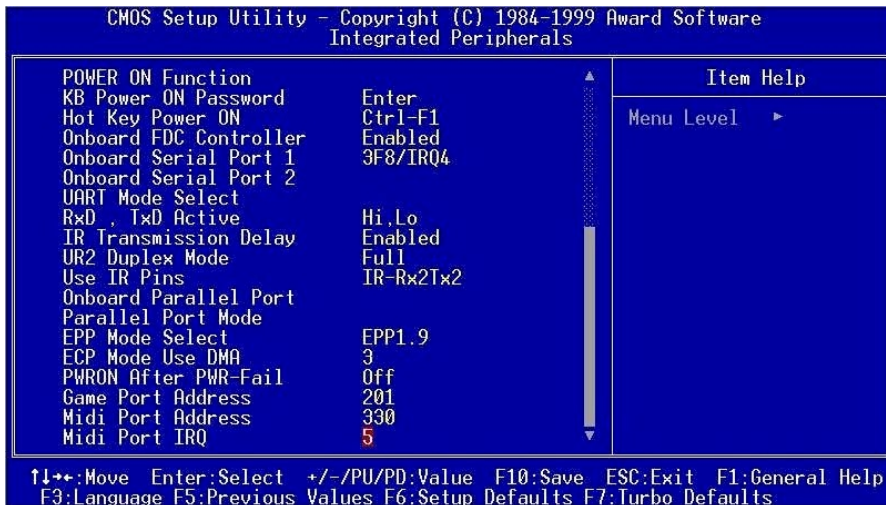 CMOS Setup Utility - Copyright (C) 1984-1999 Award Software
Integrated Peripherals
POWER ON Function
KB Power ON Password Enter
Hot Key Power ON Ctrl-F1
Onboard FDC Controller Enabled
Onboard Serial Port 1 3F8/IRQ4
Onboard Serial Port 2
UART Mode Select
RxD , TxD Active Hi,Lo
IR Transmission Delay Enabled
UR2 Duplex Mode Full
Use IR Pins IR-Rx2Tx2
Onboard Parallel Port
Parallel Port Mode
EPP Mode Select EPP1.9
ECP Mode Use DMA 3
PWRON After PWR-Fail Off
Game Port Address 201
Midi Port Address 330
Midi Port IRQ 5
Item Help
Menu Level ►
↑↓→←:Move Enter:Select +/-/PU/PD:Value F10:Save ESC:Exit F1:General Help
F3:Language F5:Previous Values F6:Setup Defaults F7:Turbo Defaults